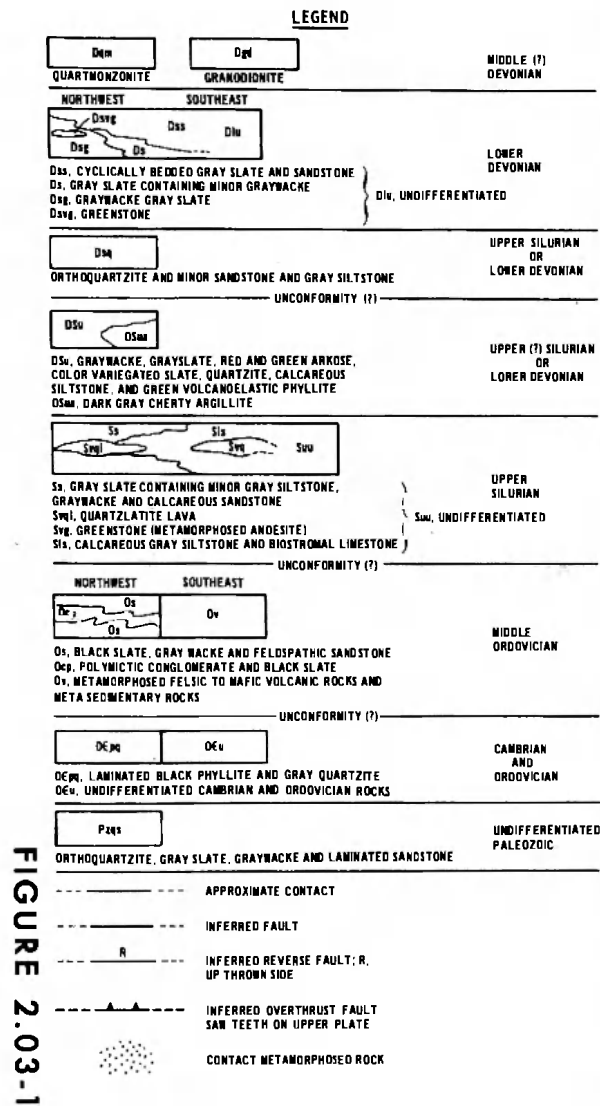 LEGEND
Dqm
Dgd
QUARTMONZONITE
GRANODIONITE
MIDDLE (?)
DEVONIAN
NORTHWEST
SOUTHEAST
Dsvg
Dss
Dlu
Dsg
Ds
LOWER
DEVONIAN
Dss, CYCLICALLY BEDDED GRAY SLATE AND SANDSTONE
Ds, GRAY SLATE CONTAINING MINOR GRAYWACKE
Dsg, GRAYWACKE GRAY SLATE
Dsvg, GREENSTONE
Dlu, UNDIFFERENTIATED
Dsq
ORTHOQUARTZITE AND MINOR SANDSTONE AND GRAY SILTSTONE
UPPER SILURIAN
OR
LOWER DEVONIAN
UNCONFORMITY (?)
DSu
DSaa
DSu, GRAYWACKE, GRAYSLATE, RED AND GREEN ARKOSE,
COLOR VARIEGATED SLATE, QUARTZITE, CALCAREOUS
SILTSTONE, AND GREEN VOLCANOELASTIC PHYLLITE
DSaa, DARK GRAY CHERTY ARGILLITE
UPPER (?) SILURIAN
OR
LORER DEVONIAN
Ss
Sls
Svql
Svg
Suu
Ss, GRAY SLATE CONTAINING MINOR GRAY SILTSTONE,
GRAYWACKE AND CALCAREOUS SANDSTONE
Svql, QUARTZLATITE LAVA
Svg, GREENSTONE (METAMORPHOSED ANDESITE)
Sls, CALCAREOUS GRAY SILTSTONE AND BIOSTROMAL LIMESTONE
Suu, UNDIFFERENTIATED
UPPER
SILURIAN
UNCONFORMITY (?)
NORTHWEST
SOUTHEAST
Os
Ocp
Os
Ov
Os, BLACK SLATE, GRAY WACKE AND FELDSPATHIC SANDSTONE
Ocp, POLYMICTIC CONGLOMERATE AND BLACK SLATE
Ov, METAMORPHOSED FELSIC TO MAFIC VOLCANIC ROCKS AND
META SEDIMENTARY ROCKS
MIDDLE
ORDOVICIAN
UNCONFORMITY (?)
OЄpq
OЄu
OЄpq, LAMINATED BLACK PHYLLITE AND GRAY QUARTZITE
OЄu, UNDIFFERENTIATED CAMBRIAN AND ORDOVICIAN ROCKS
CAMBRIAN
AND
ORDOVICIAN
Pzqs
ORTHOQUARTZITE, GRAY SLATE, GRAYWACKE AND LAMINATED SANDSTONE
UNDIFFERENTIATED
PALEOZOIC
APPROXIMATE CONTACT
INFERRED FAULT
R
INFERRED REVERSE FAULT; R,
UP THROWN SIDE
INFERRED OVERTHRUST FAULT
SAW TEETH ON UPPER PLATE
CONTACT METAMORPHOSED ROCK
FIGURE 2.03-1